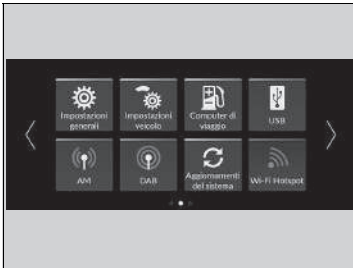 Impostazioni
generali
Impostazioni
veicolo
Computer di
viaggio
USB
AM
DAB
Aggiornamenti
del sistema
Wi-Fi Hotspot